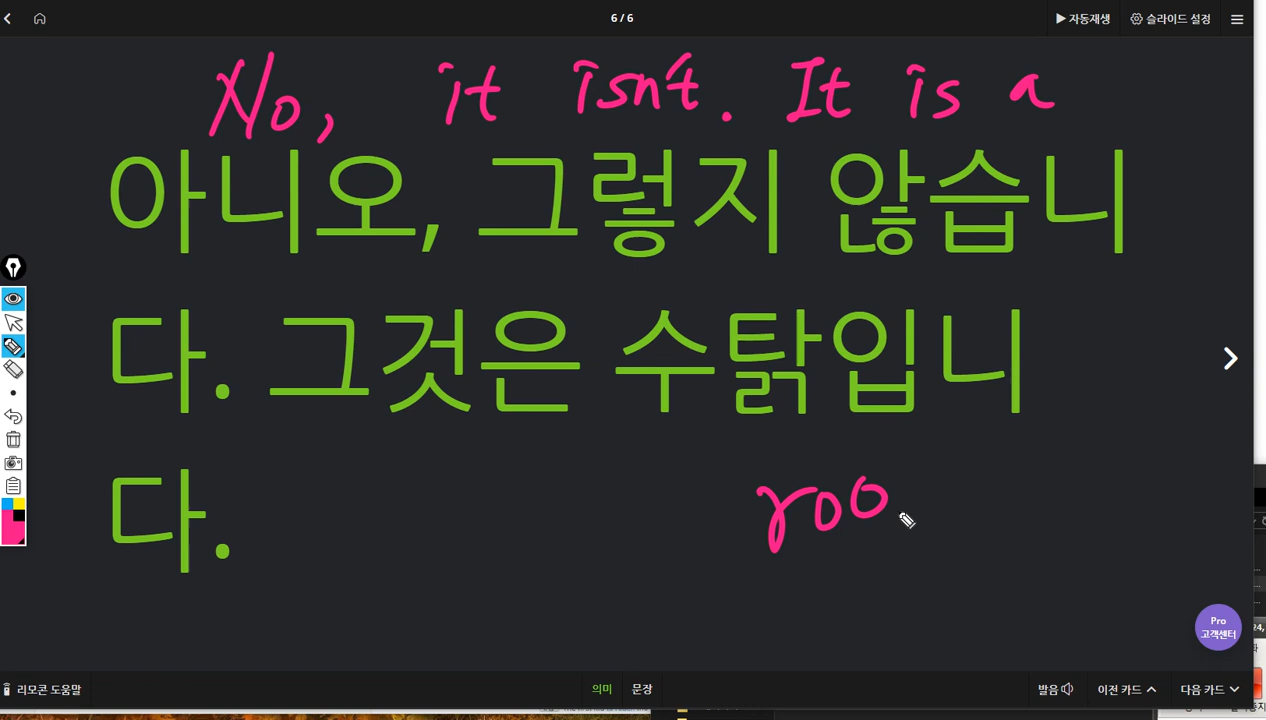 6 / 6
▶ 자동재생
슬라이드 설정
No, it isn't. It is a
아니오, 그렇지 않습니
다. 그것은 수탉입니
다.
roo
Pro
고객센터
리모콘 도움말
의미
문장
발음
이전 카드
다음 카드